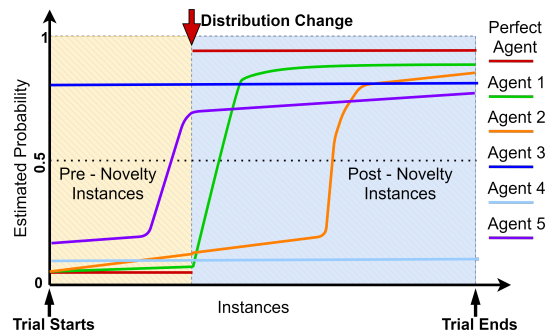 Distribution Change
1
Estimated Probability
0.5
0
Pre - Novelty
Instances
Post - Novelty
Instances
Instances
Trial Starts
Trial Ends
Perfect
Agent
Agent 1
Agent 2
Agent 3
Agent 4
Agent 5